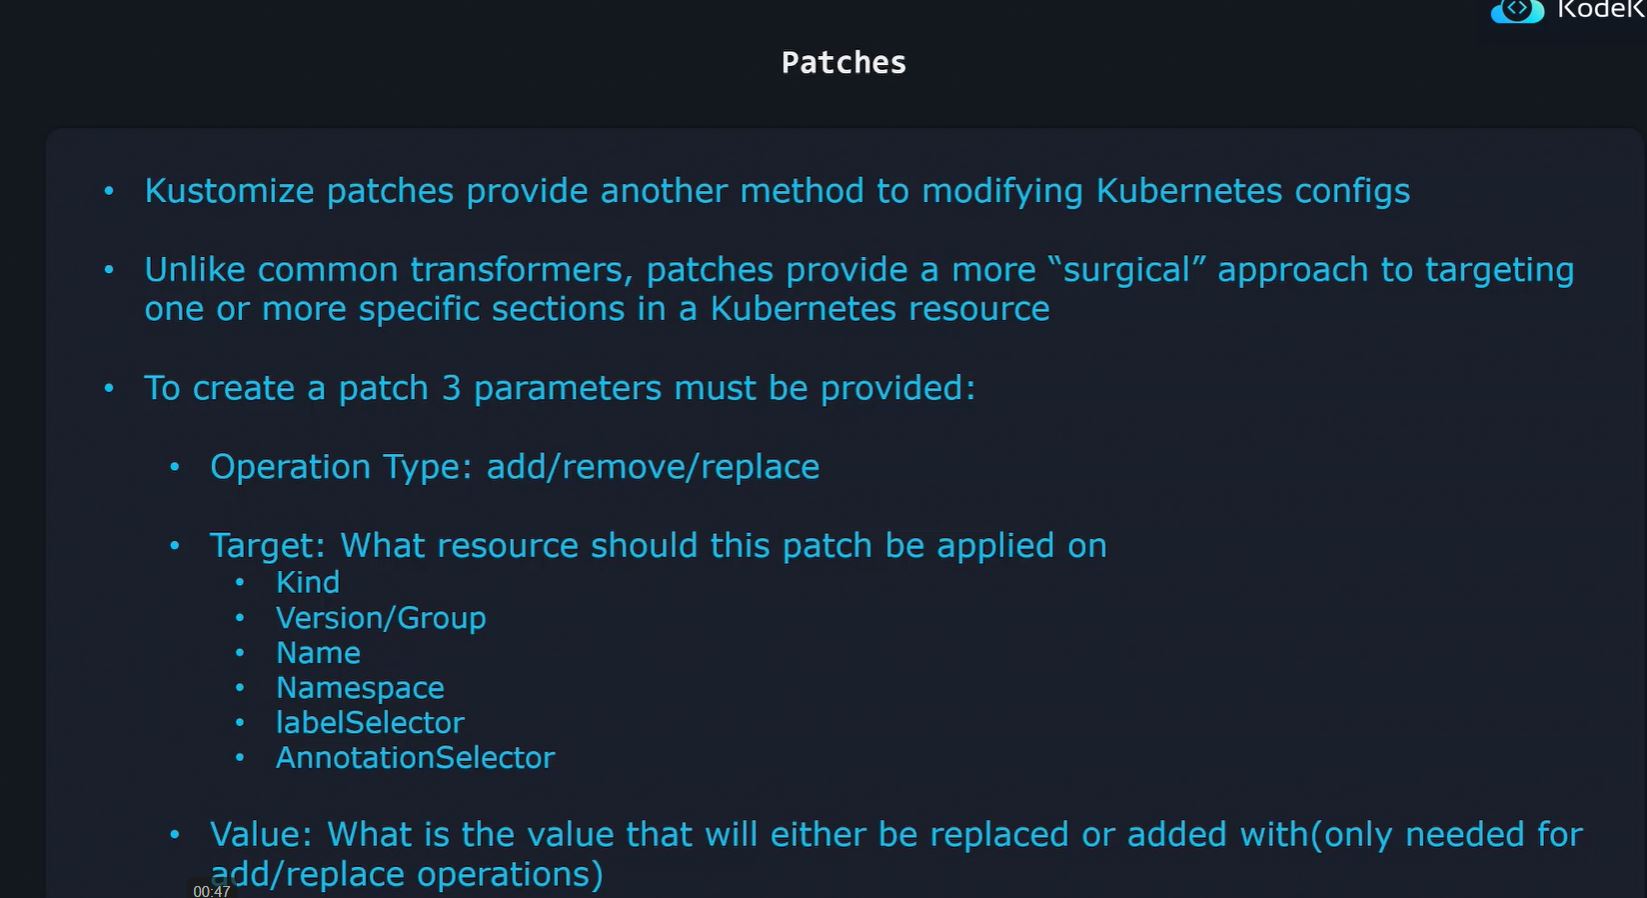 Patches
• Kustomize patches provide another method to modifying Kubernetes configs
• Unlike common transformers, patches provide a more “surgical” approach to targeting
one or more specific sections in a Kubernetes resource
• To create a patch 3 parameters must be provided:
• Operation Type: add/remove/replace
• Target: What resource should this patch be applied on
• Kind
• Version/Group
• Name
• Namespace
• labelSelector
• AnnotationSelector
• Value: What is the value that will either be replaced or added with(only needed for
add/replace operations)
00:47